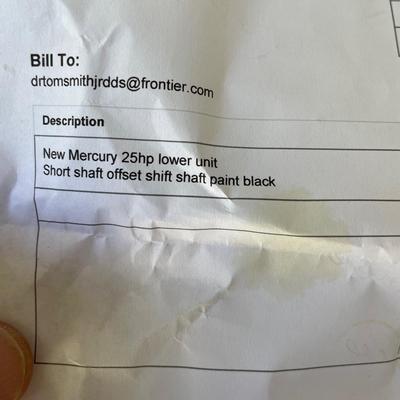 Bill To:
drtomsmithjrdds@frontier.com
Description
New Mercury 25hp lower unit
Short shaft offset shift shaft paint black